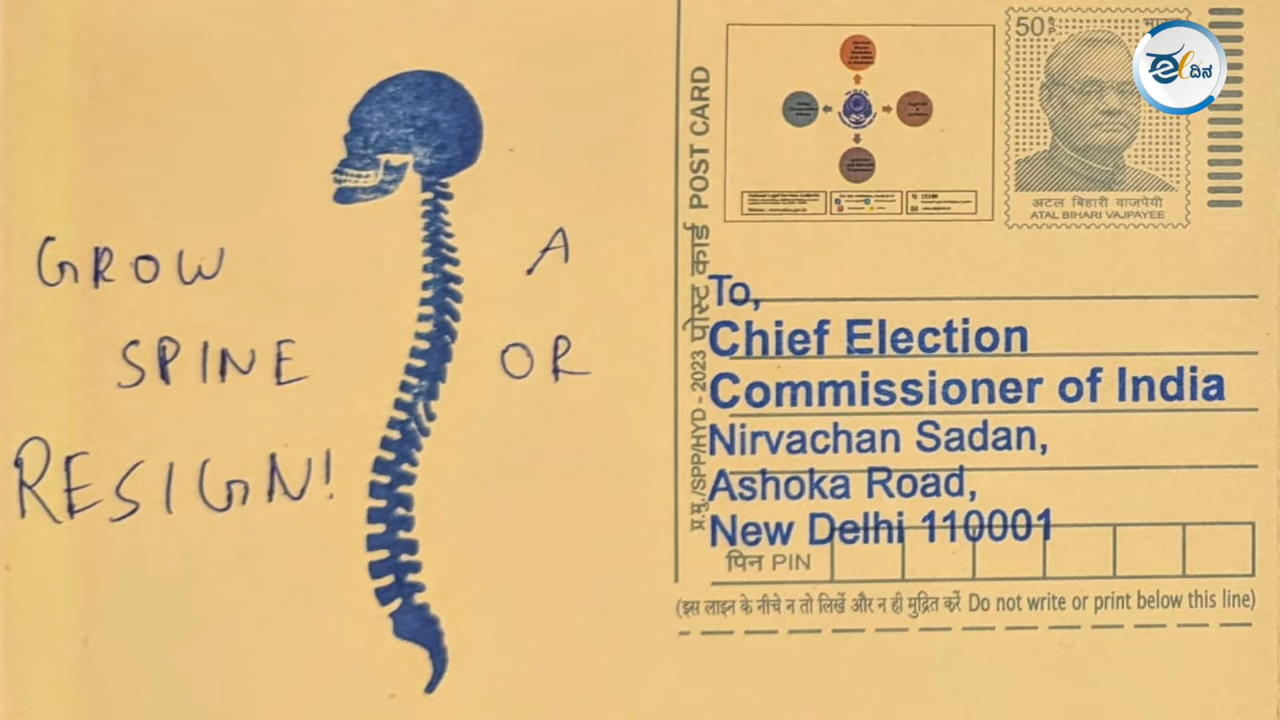 GROW A
SPINE OR
RESIGN!
प्र.मु./SPP/HYD - 2023 पोस्ट कार्ड POST CARD
50 P.
अटल बिहारी वाजपेयी
ATAL BIHARI VAJPAYEE
ಈ ದಿನ
To,
Chief Election
Commissioner of India
Nirvachan Sadan,
Ashoka Road,
New Delhi 110001
पिन PIN
(इस लाइन के नीचे न तो लिखें और न ही मुद्रित करें Do not write or print below this line)